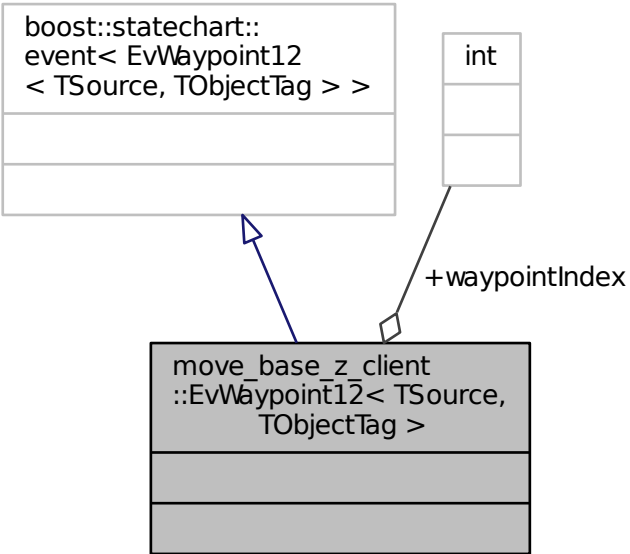 boost::statechart::
event< EvWaypoint12
< TSource, TObjectTag > >
int
+waypointIndex
move_base_z_client
::EvWaypoint12< TSource,
TObjectTag >